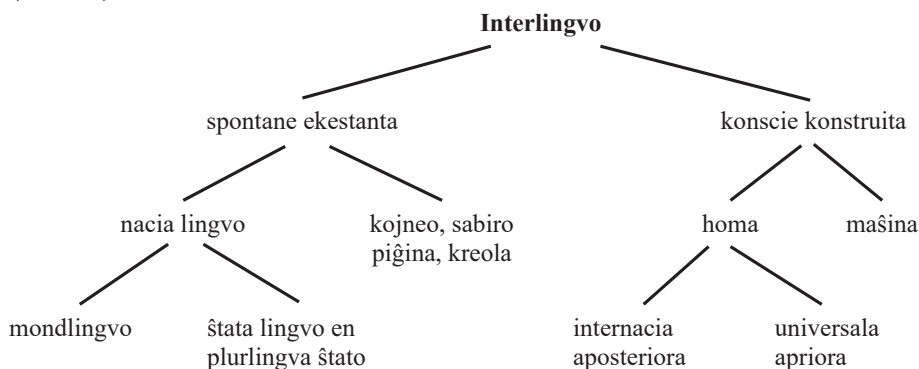 Interlingvo
spontane ekestanta
konscie konstruita
nacia lingvo
kojneo, sabiro
piĝina, kreola
homa
maŝina
mondlingvo
ŝtata lingvo en
plurlingva ŝtato
internacia
aposteriora
universala
apriora